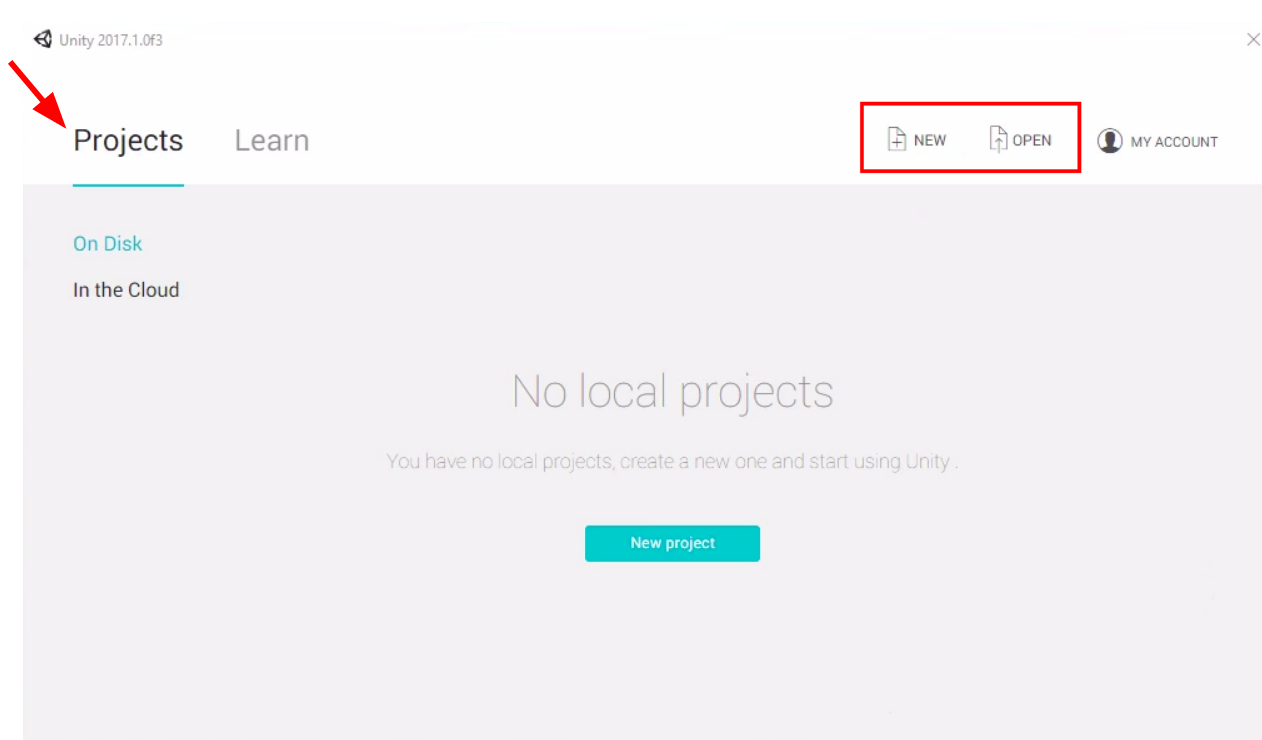 Unity 2017.1.0f3
Projects Learn NEW OPEN MY ACCOUNT
On Disk
In the Cloud
No local projects
You have no local projects, create a new one and start using Unity .
New project